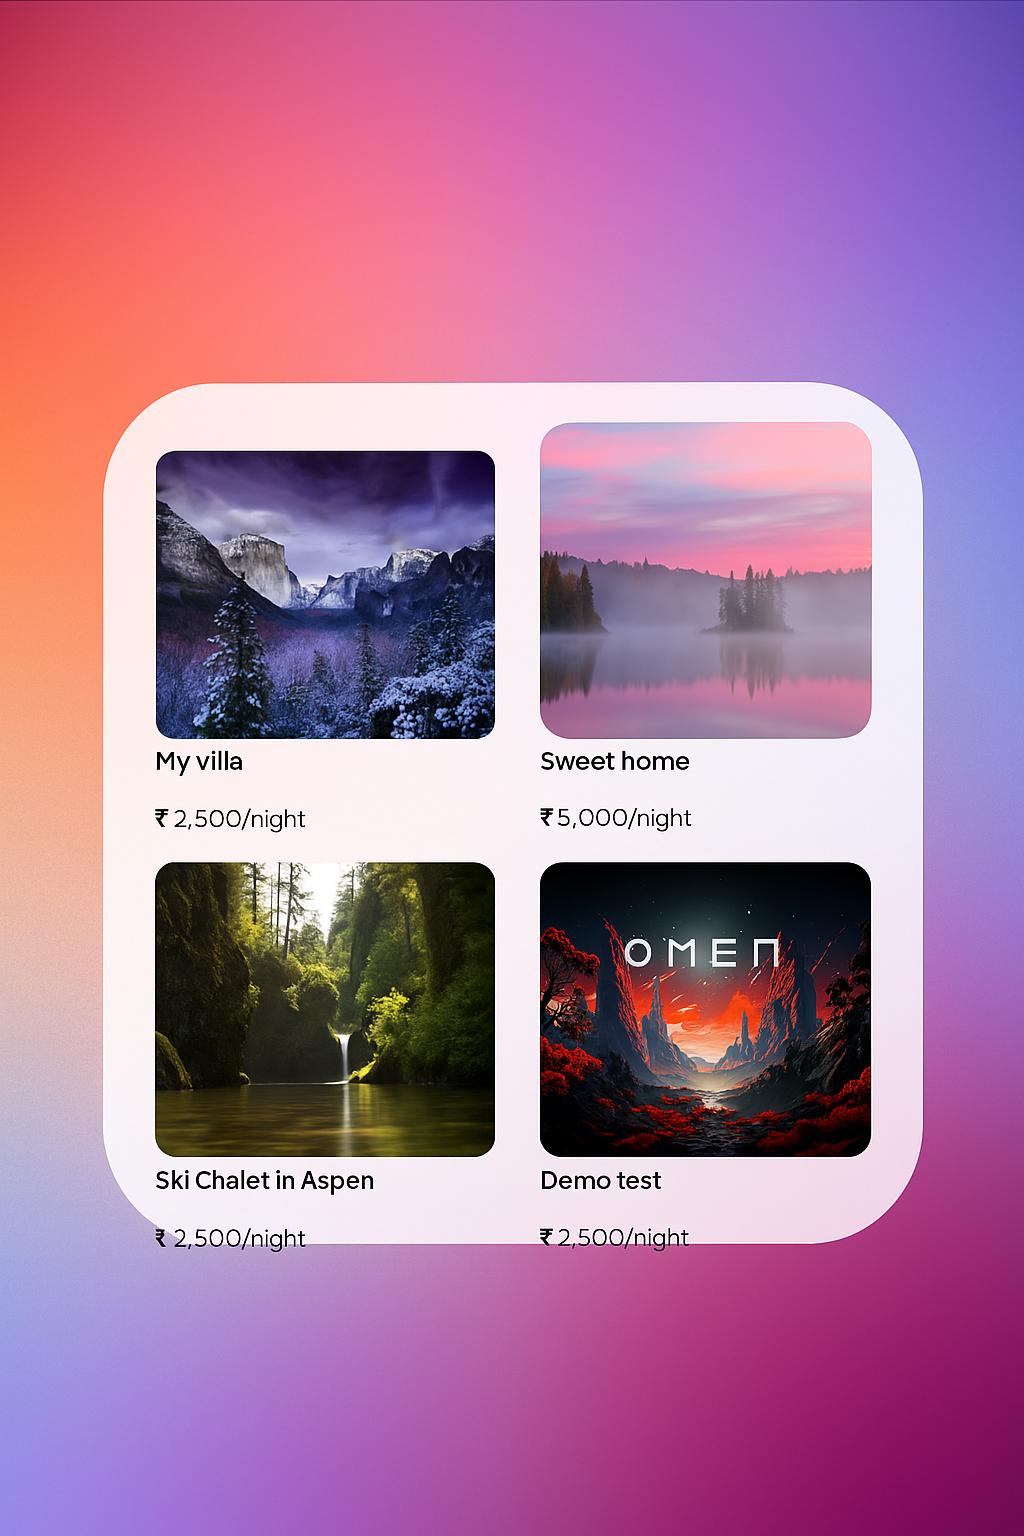 My villa
₹ 2,500/night
Sweet home
₹ 5,000/night
OMEN
Ski Chalet in Aspen
₹ 2,500/night
Demo test
₹ 2,500/night